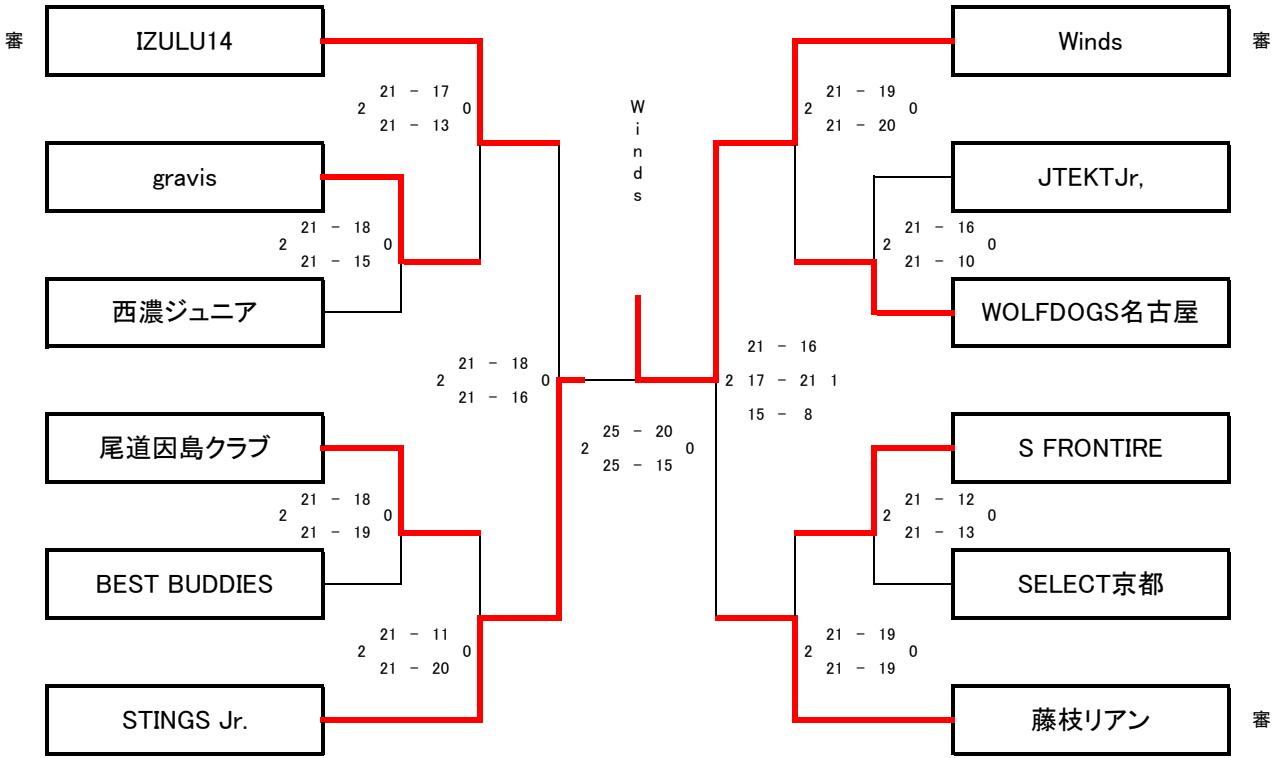 審
IZULU14
Winds
審
21 - 17
2 0
21 - 13
Winds
21 - 19
2 0
21 - 20
gravis
JTEKTJr,
21 - 18
2 0
21 - 15
21 - 16
2 0
21 - 10
西濃ジュニア
WOLFDOGS名古屋
21 - 18
2 0
21 - 16
21 - 16
2 17 - 21 1
15 - 8
尾道因島クラブ
25 - 20
2 0
25 - 15
S FRONTIRE
21 - 18
2 0
21 - 19
21 - 12
2 0
21 - 13
BEST BUDDIES
SELECT京都
21 - 11
2 0
21 - 20
21 - 19
2 0
21 - 19
STINGS Jr.
藤枝リアン
審